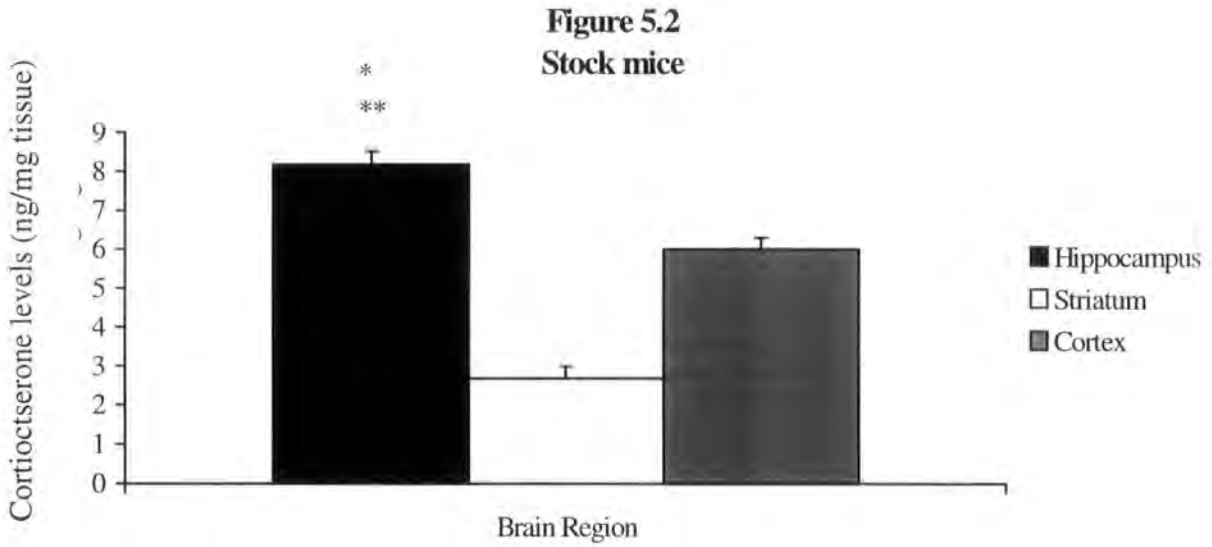 Figure 5.2
Stock mice
*
**
Cortioctserone levels (ng/mg tissue)
9
8
7
6
5
4
3
2
1
0
Hippocampus
Striatum
Cortex
Brain Region